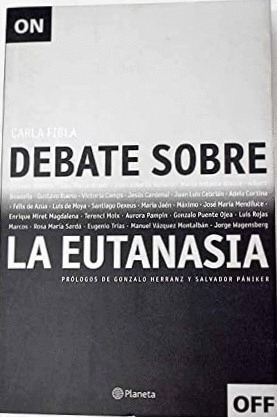 ON
CARLA FIBLA
DEBATE SOBRE
Boadella · Gustavo Bueno · Victoria Camps · Jesús Cardenal · Juan Luis Cebrián · Adela Cortina
· Félix de Azúa · Luis de Moya · Santiago Dexeus · María Jaén · Máximo · José María Mendiluce ·
Enrique Miret Magdalena · Terenci Moix · Aurora Pampín · Gonzalo Puente Ojea · Luis Rojas
Marcos · Rosa María Sardá · Eugenio Trías · Manuel Vázquez Montalbán · Jorge Wagensberg
LA EUTANASIA
PRÓLOGOS DE GONZALO HERRANZ Y SALVADOR PÁNIKER
Planeta
OFF